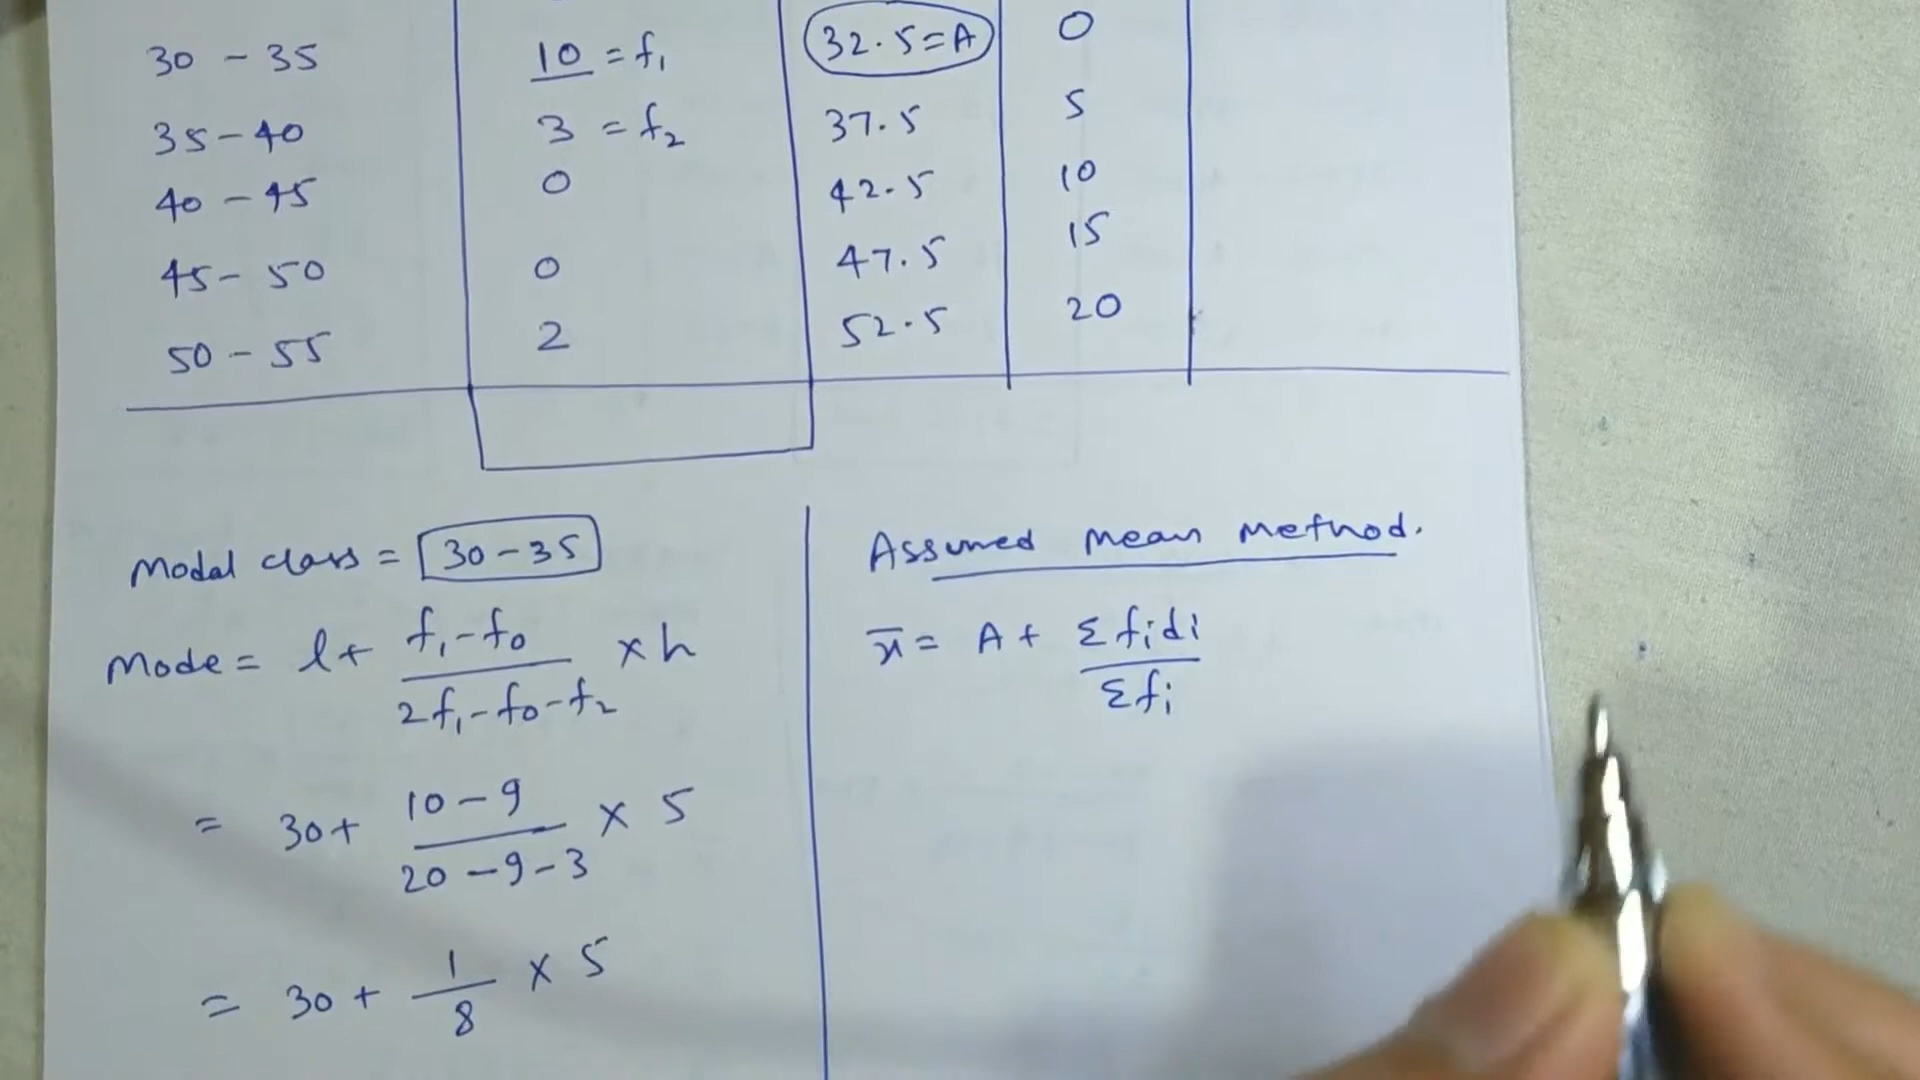 30 - 35 10 = f₁ 32.5=A 0
35-40 3 = f₂ 37.5 5
40 - 45 0 42.5 10
45- 50 0 47.5 15
50 - 55 2 52.5 20
Modal class = 30-35
Mode = l+ f₁-f₀ / 2f₁-f₀-f₂ × h
= 30+ 10-9 / 20-9-3 × 5
= 30+ 1/8 × 5
Assumed Mean Method.
x̄ = A+ Σfidi / Σfi